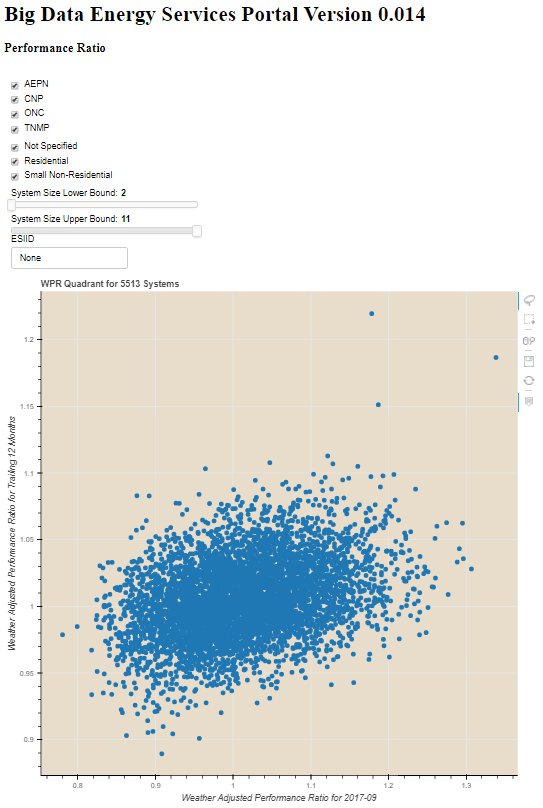 Big Data Energy Services Portal Version 0.014
Performance Ratio
AEPN
CNP
ONC
TNMP
Not Specified
Residential
Small Non-Residential
System Size Lower Bound: 2
System Size Upper Bound: 11
ESIID
None
WPR Quadrant for 5513 Systems
Weather Adjusted Performance Ratio for Trailing 12 Months
1.2
1.15
1.1
1.05
1
0.95
0.9
0.8
0.9
1
1.1
1.2
1.3
Weather Adjusted Performance Ratio for 2017-09